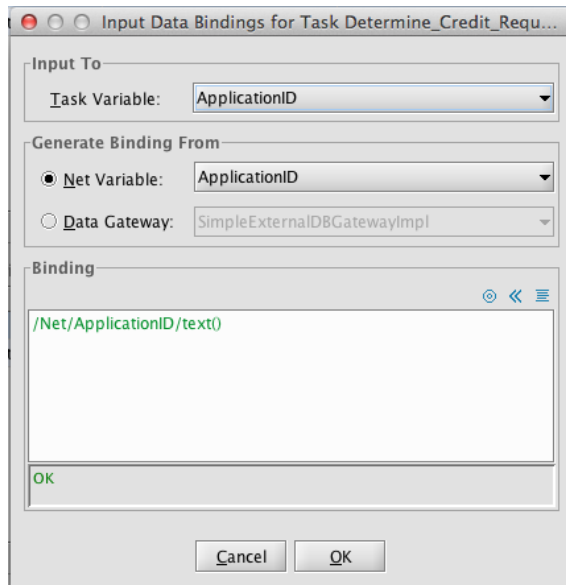 Input Data Bindings for Task Determine_Credit_Requ...
Input To
Task Variable: ApplicationID
Generate Binding From
Net Variable: ApplicationID
Data Gateway: SimpleExternalDBGatewayImpl
Binding
/Net/ApplicationID/text()
OK
Cancel OK